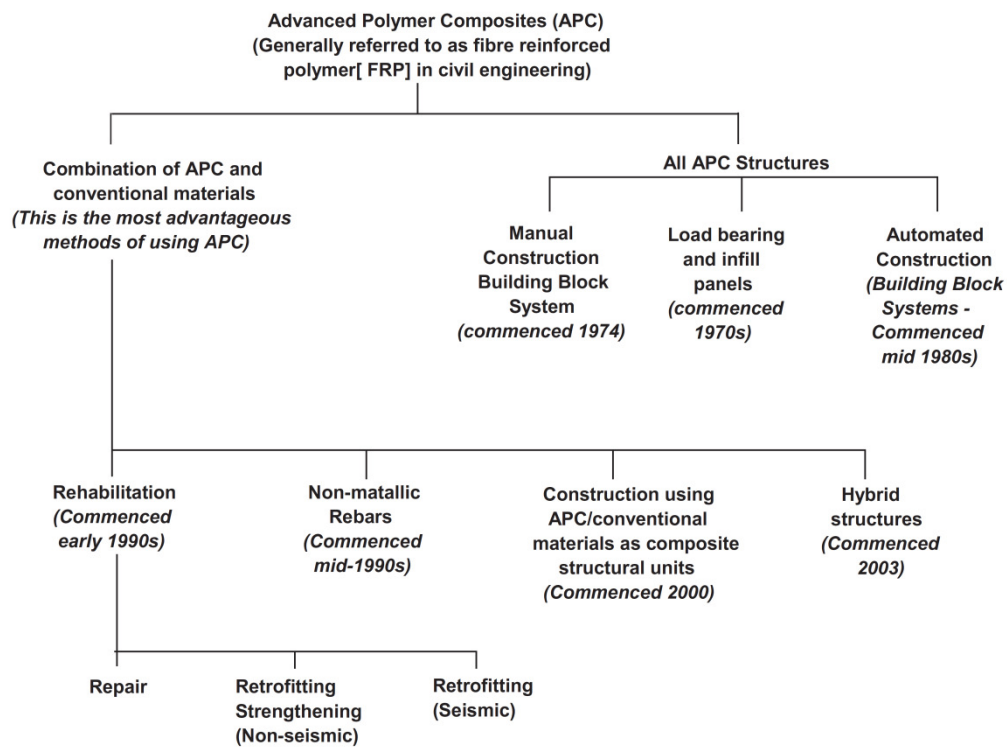 Advanced Polymer Composites (APC)
(Generally referred to as fibre reinforced
polymer[ FRP] in civil engineering)
Combination of APC and
conventional materials
(This is the most advantageous
methods of using APC)
All APC Structures
Manual
Construction
Building Block
System
(commenced 1974)
Load bearing
and infill
panels
(commenced
1970s)
Automated
Construction
(Building Block
Systems -
Commenced
mid 1980s)
Rehabilitation
(Commenced
early 1990s)
Non-matallic
Rebars
(Commenced
mid-1990s)
Construction using
APC/conventional
materials as composite
structural units
(Commenced 2000)
Hybrid
structures
(Commenced
2003)
Repair
Retrofitting
Strengthening
(Non-seismic)
Retrofitting
(Seismic)